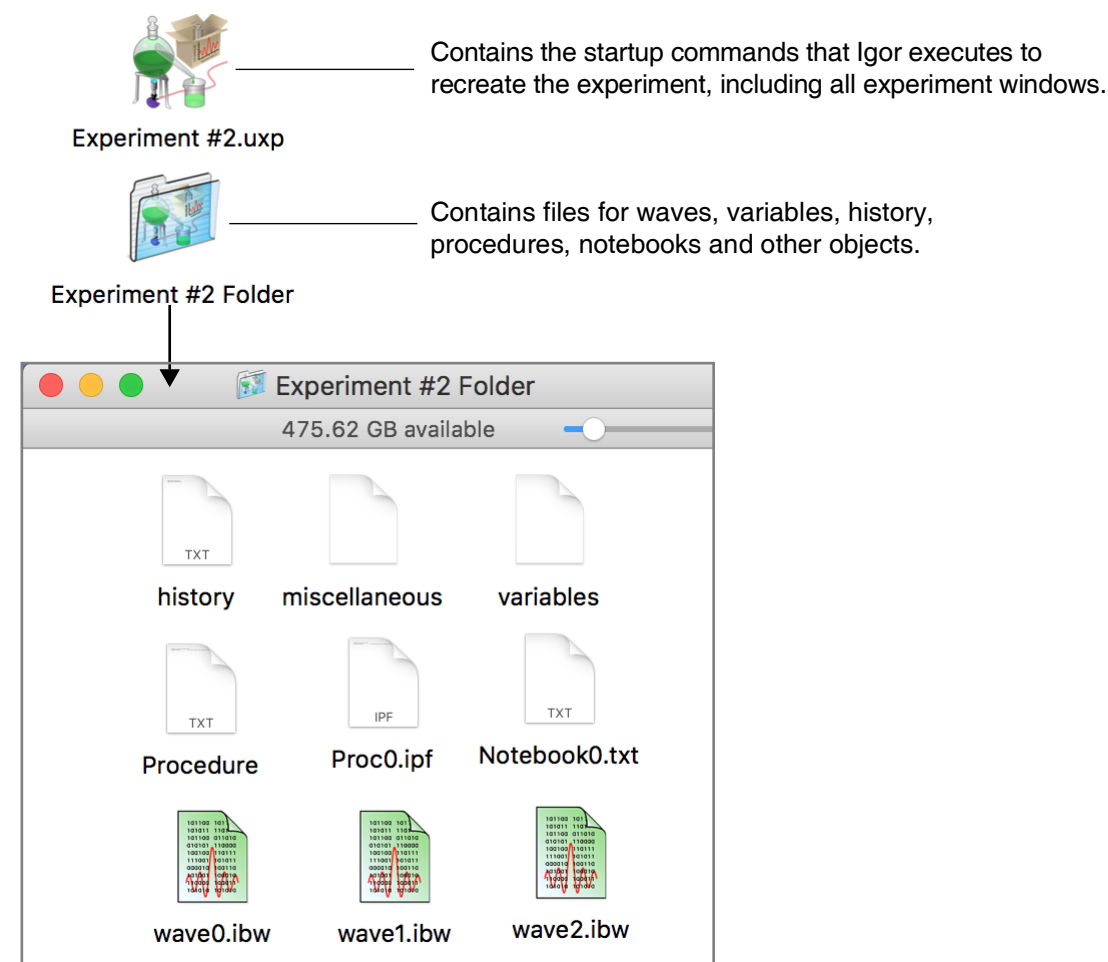 Contains the startup commands that Igor executes to
recreate the experiment, including all experiment windows.
Experiment #2.uxp
Contains files for waves, variables, history,
procedures, notebooks and other objects.
Experiment #2 Folder
Experiment #2 Folder
475.62 GB available
TXT
history miscellaneous variables
TXT IPF TXT
Procedure Proc0.ipf Notebook0.txt
wave0.ibw wave1.ibw wave2.ibw